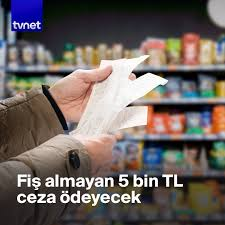 tvnet
Fiş almayan 5 bin TL
ceza ödeyecek